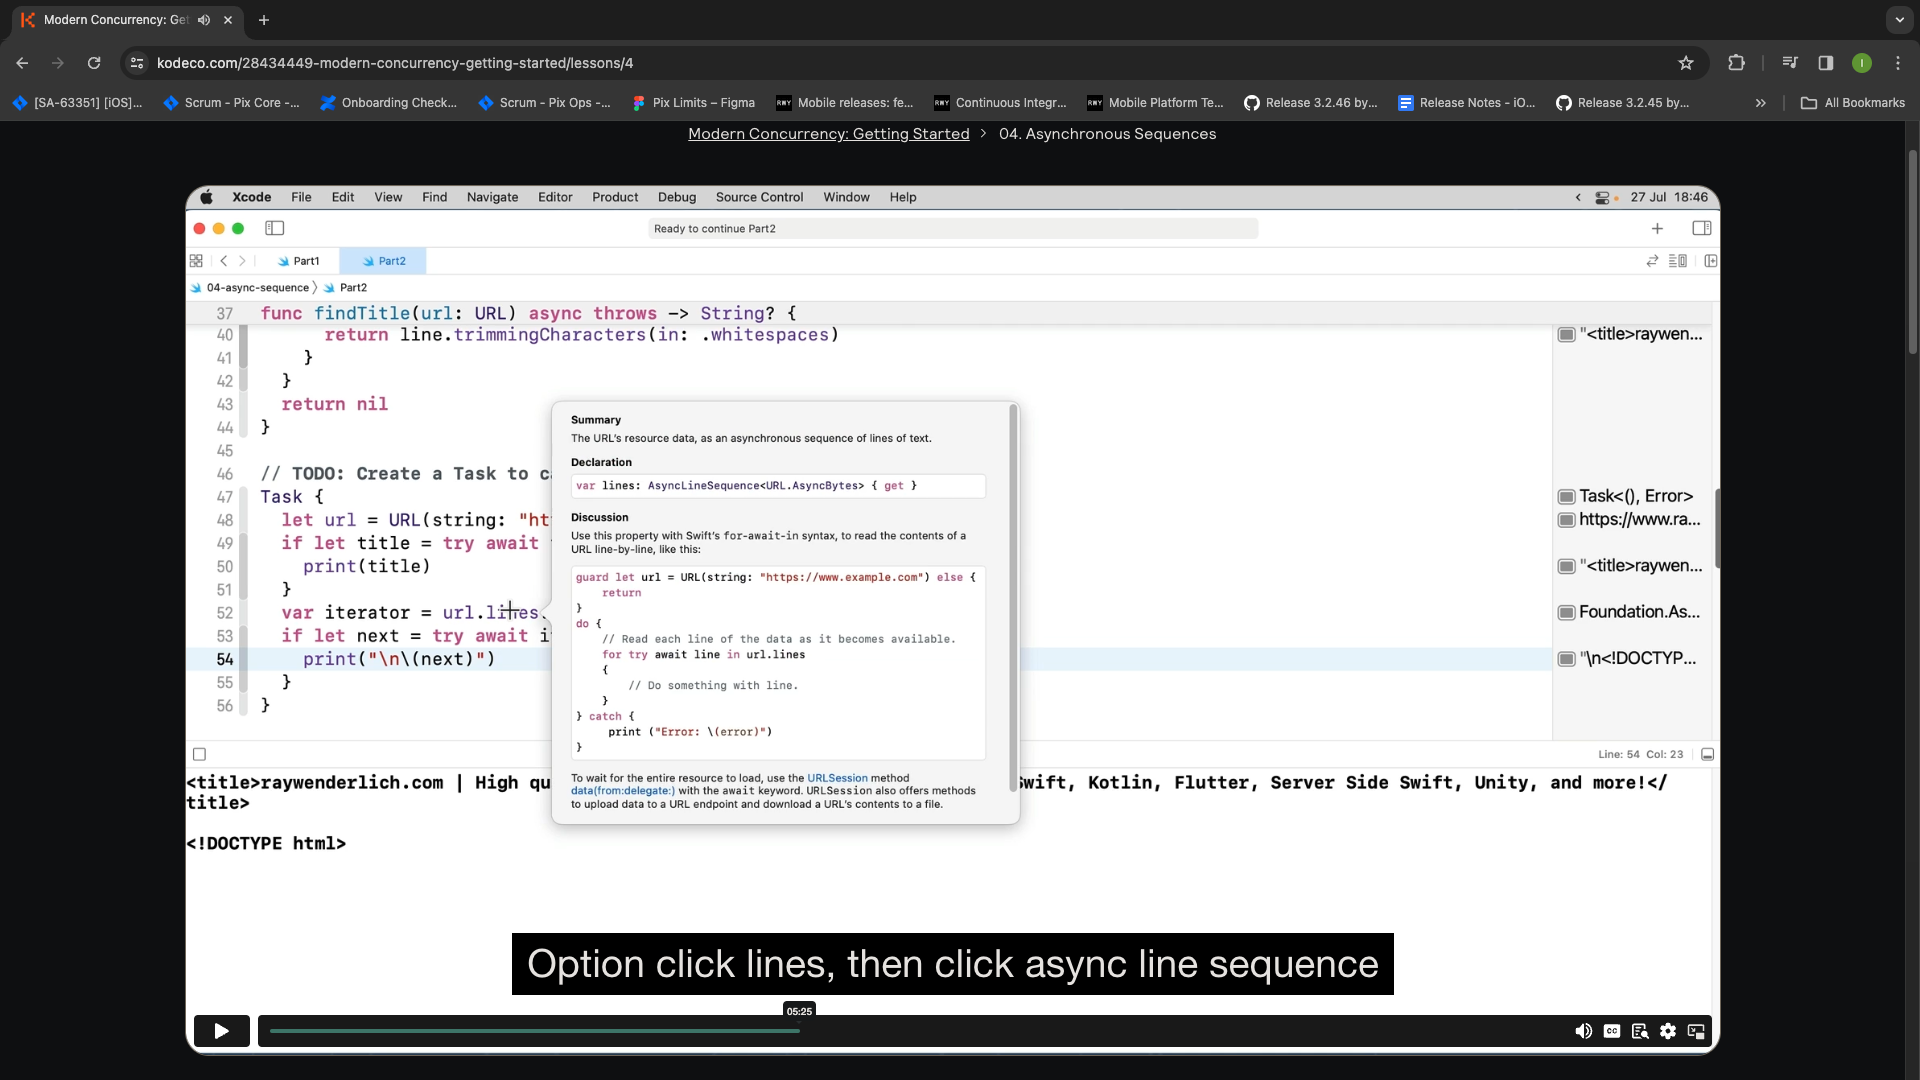 Modern Concurrency: Get
kodeco.com/28434449-modern-concurrency-getting-started/lessons/4
I
[SA-63351] [iOS]...
Scrum - Pix Core -...
Onboarding Check...
Scrum - Pix Ops -...
Pix Limits – Figma
RWY Mobile releases: fe...
RWY Continuous Integr...
RWY Mobile Platform Te...
Release 3.2.46 by...
Release Notes - iO...
Release 3.2.45 by...
» All Bookmarks
Modern Concurrency: Getting Started > 04. Asynchronous Sequences
Xcode File Edit View Find Navigate Editor Product Debug Source Control Window Help
27 Jul 18:46
Ready to continue Part2
Part1
Part2
04-async-sequence > Part2
37 func findTitle(url: URL) async throws -> String? {
40 return line.trimmingCharacters(in: .whitespaces)
"<title>raywen...
41 }
42 }
43 return nil
44 }
45
46 // TODO: Create a Task to c
47 Task {
Task<(), Error>
48 let url = URL(string: "ht
https://www.ra...
49 if let title = try await
50 print(title)
"<title>raywen...
51 }
52 var iterator = url.lines.
Foundation.As...
53 if let next = try await i
54 print("\n\(next)")
"\n<!DOCTYP...
55 }
56 }
Summary
The URL's resource data, as an asynchronous sequence of lines of text.
Declaration
var lines: AsyncLineSequence<URL.AsyncBytes> { get }
Discussion
Use this property with Swift's for-await-in syntax, to read the contents of a
URL line-by-line, like this:
guard let url = URL(string: "https://www.example.com") else {
return
}
do {
// Read each line of the data as it becomes available.
for try await line in url.lines
{
// Do something with line.
}
} catch {
print ("Error: \(error)")
}
To wait for the entire resource to load, use the URLSession method
data(from:delegate:) with the await keyword. URLSession also offers methods
to upload data to a URL endpoint and download a URL's contents to a file.
Line: 54 Col: 23
<title>raywenderlich.com | High qu
Swift, Kotlin, Flutter, Server Side Swift, Unity, and more!</
title>
<!DOCTYPE html>
Option click lines, then click async line sequence
05:25
CC